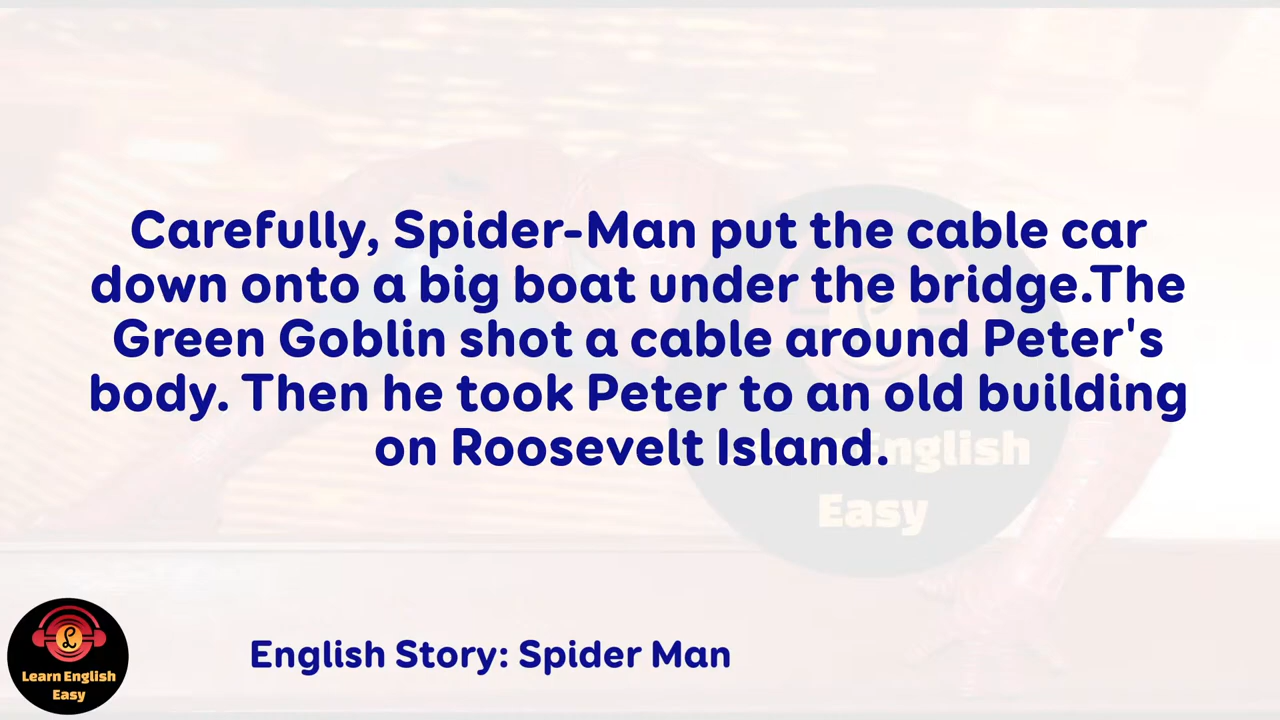 Carefully, Spider-Man put the cable car
down onto a big boat under the bridge.The
Green Goblin shot a cable around Peter's
body. Then he took Peter to an old building
on Roosevelt Island.
English
Easy
English Story: Spider Man
L
Learn English
Easy